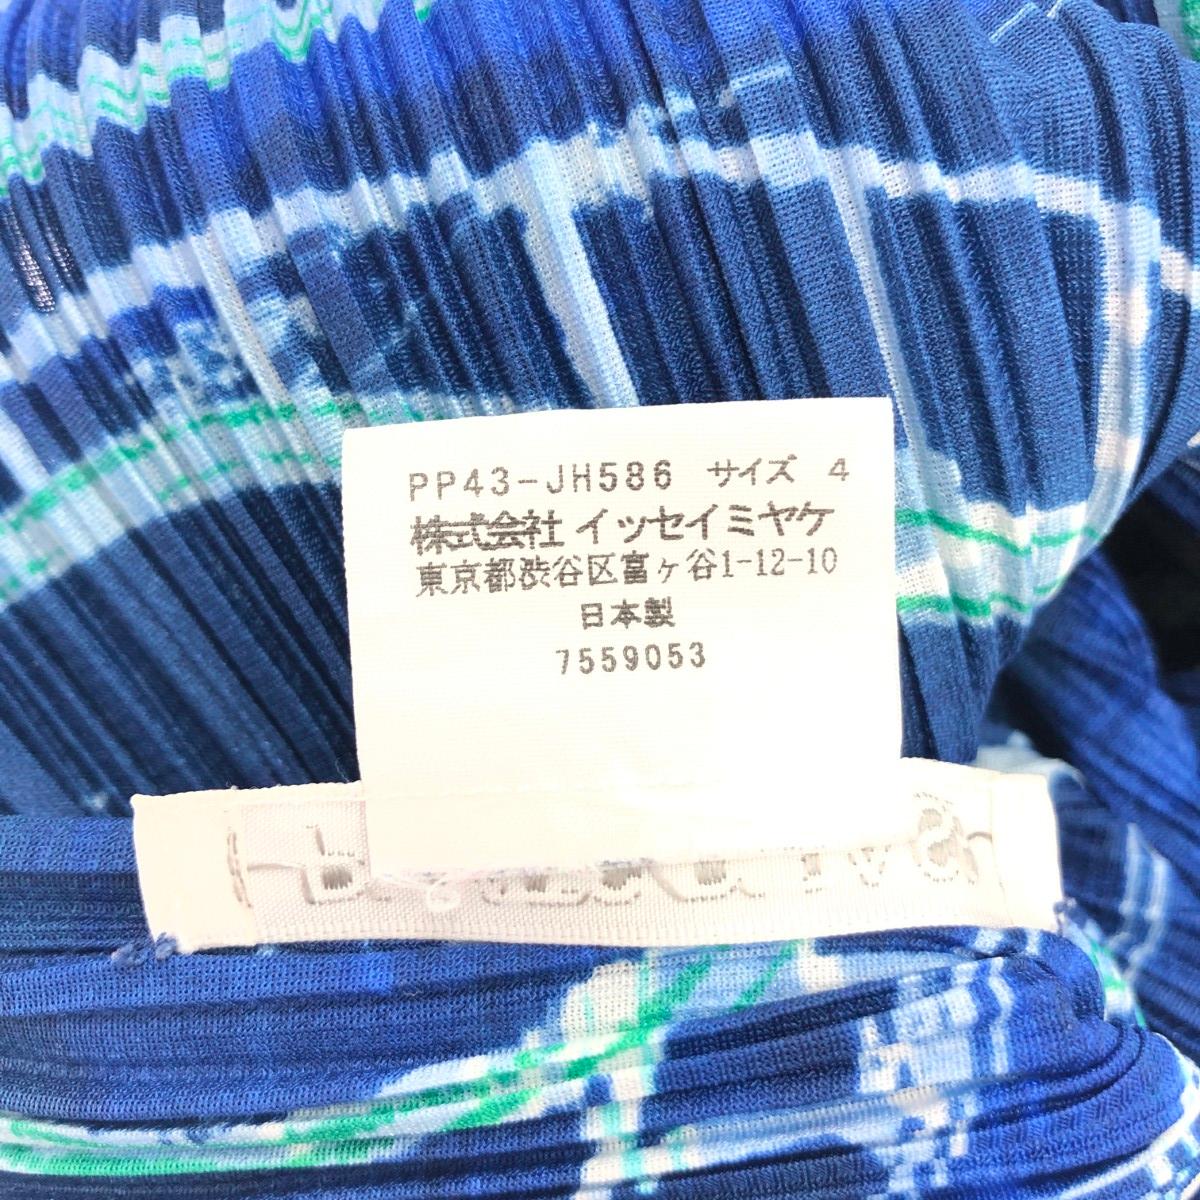 PP43-JH586 サイズ 4
株式会社 イッセイミヤケ
東京都渋谷区富ヶ谷1-12-10
日本製
7559053